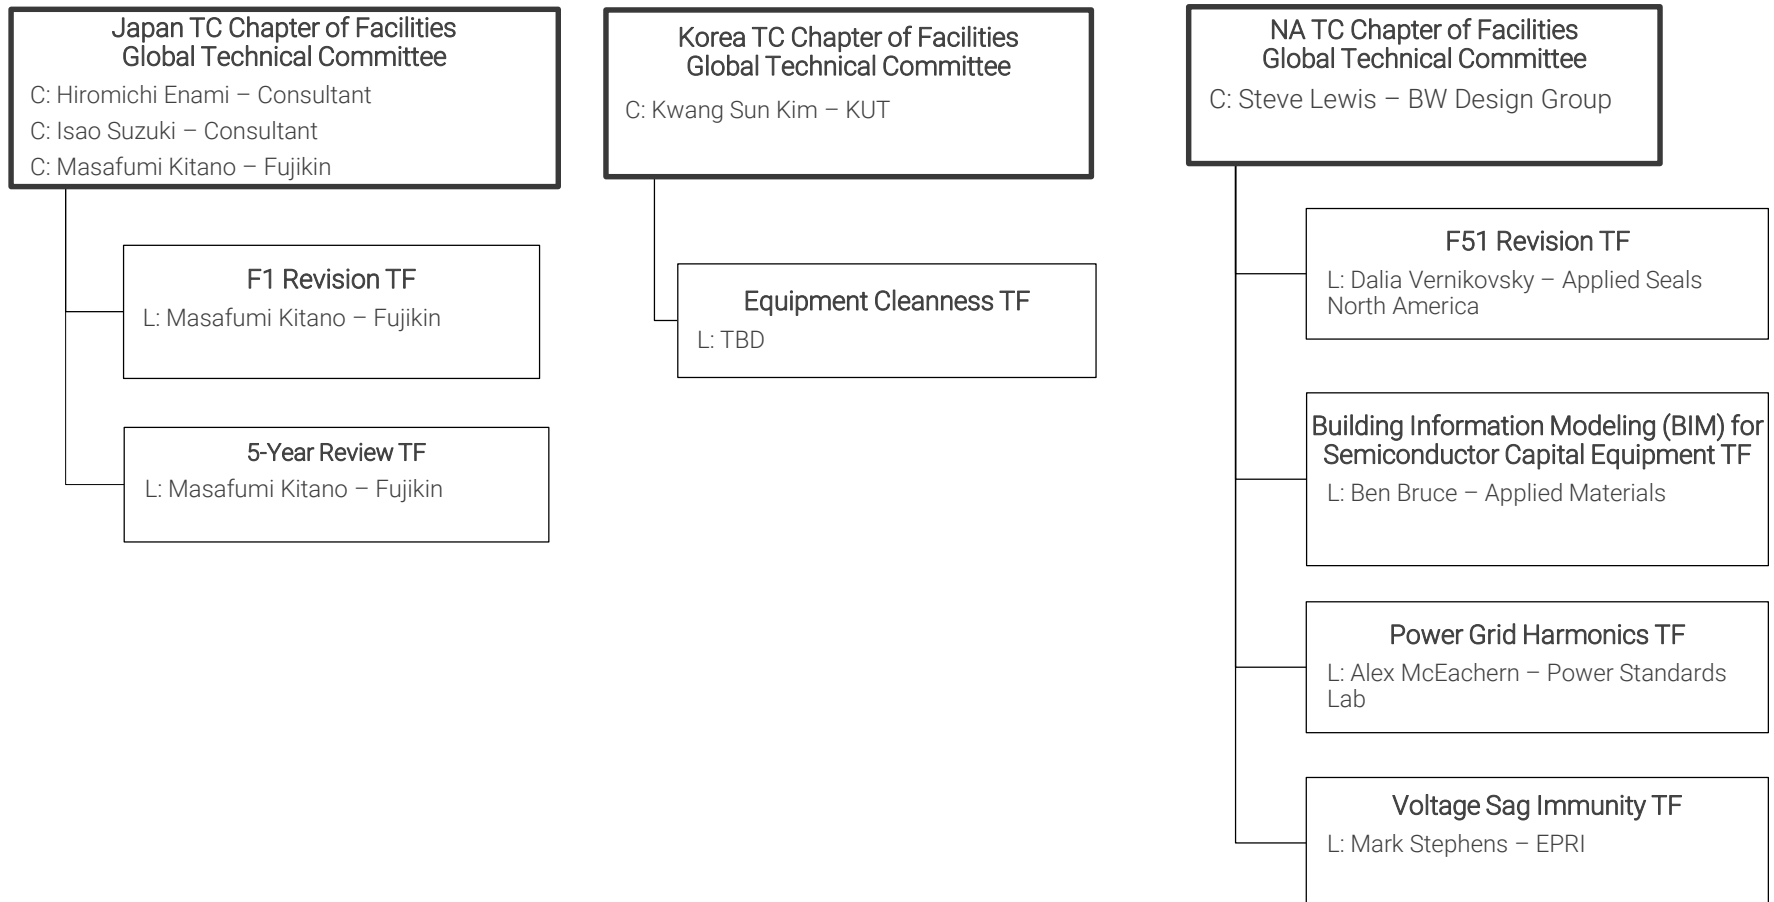 Japan TC Chapter of Facilities
Global Technical Committee
C: Hiromichi Enami – Consultant
C: Isao Suzuki – Consultant
C: Masafumi Kitano – Fujikin
F1 Revision TF
L: Masafumi Kitano – Fujikin
5-Year Review TF
L: Masafumi Kitano – Fujikin
Korea TC Chapter of Facilities
Global Technical Committee
C: Kwang Sun Kim – KUT
Equipment Cleanness TF
L: TBD
NA TC Chapter of Facilities
Global Technical Committee
C: Steve Lewis – BW Design Group
F51 Revision TF
L: Dalia Vernikovsky – Applied Seals
North America
Building Information Modeling (BIM) for
Semiconductor Capital Equipment TF
L: Ben Bruce – Applied Materials
Power Grid Harmonics TF
L: Alex McEachern – Power Standards
Lab
Voltage Sag Immunity TF
L: Mark Stephens – EPRI